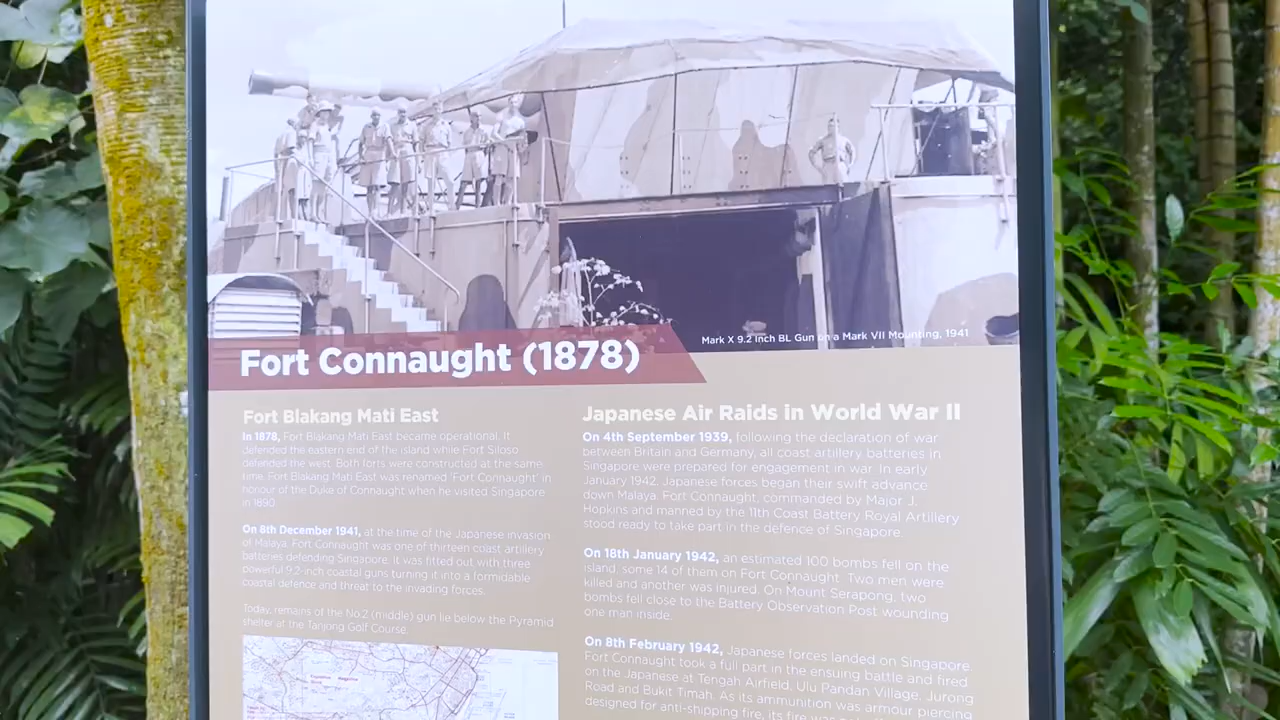 Mark X 9.2 Inch BL Gun on a Mark VII Mounting, 1941
Fort Connaught (1878)
Fort Blakang Mati East
In 1878, Fort Blakang Mati East became operational. It
defended the eastern end of the island while Fort Siloso
defended the west. Both forts were constructed at the same
time. Fort Blakang Mati East was renamed 'Fort Connaught' in
honour of the Duke of Connaught when he visited Singapore
in 1890.
On 8th December 1941, at the time of the Japanese invasion
of Malaya, Fort Connaught was one of thirteen coast artillery
batteries defending Singapore. It was fitted out with three
powerful 9.2-inch coastal guns turning it into a formidable
coastal defence and threat to the invading forces.
Today, remains of the No.2 (middle) gun lie below the Pyramid
shelter at the Tanjong Golf Course.
Japanese Air Raids in World War II
On 4th September 1939, following the declaration of war
between Britain and Germany, all coast artillery batteries in
Singapore were prepared for engagement in war. In early
January 1942, Japanese forces began their swift advance
down Malaya. Fort Connaught, commanded by Major J.
Hopkins and manned by the 11th Coast Battery Royal Artillery
stood ready to take part in the defence of Singapore.
On 18th January 1942, an estimated 100 bombs fell on the
island, some 14 of them on Fort Connaught. Two men were
killed and another was injured. On Mount Serapong, two
bombs fell close to the Battery Observation Post wounding
one man inside.
On 8th February 1942, Japanese forces landed on Singapore.
Fort Connaught took a full part in the ensuing battle and fired
on the Japanese at Tengah Airfield, Ulu Pandan Village, Jurong
Road and Bukit Timah. As its ammunition was armour piercing
designed for anti-shipping fire, its fire was